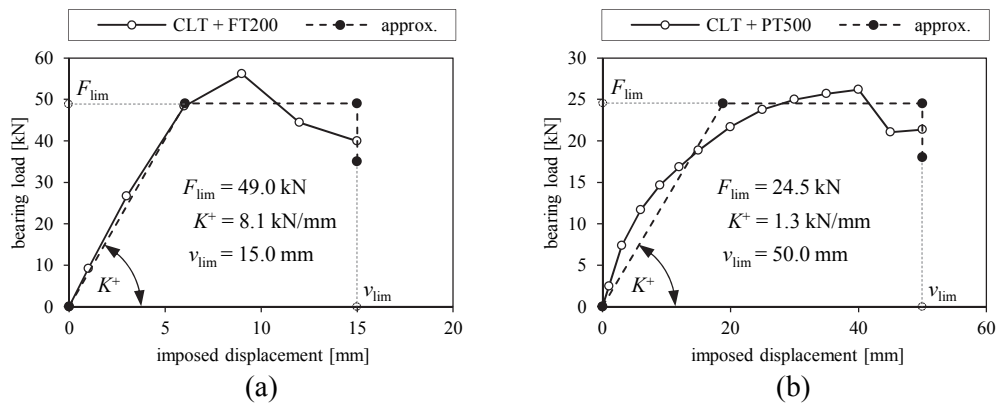 CLT + FT200 approx.
60
50
40
30
20
10
0
bearing load [kN]
F_lim
F_lim = 49.0 kN
K⁺ = 8.1 kN/mm
v_lim = 15.0 mm
K⁺
v_lim
0 5 10 15 20
imposed displacement [mm]
(a)
CLT + PT500 approx.
30
25
20
15
10
5
0
bearing load [kN]
F_lim
F_lim = 24.5 kN
K⁺ = 1.3 kN/mm
v_lim = 50.0 mm
K⁺
v_lim
0 20 40 60
imposed displacement [mm]
(b)